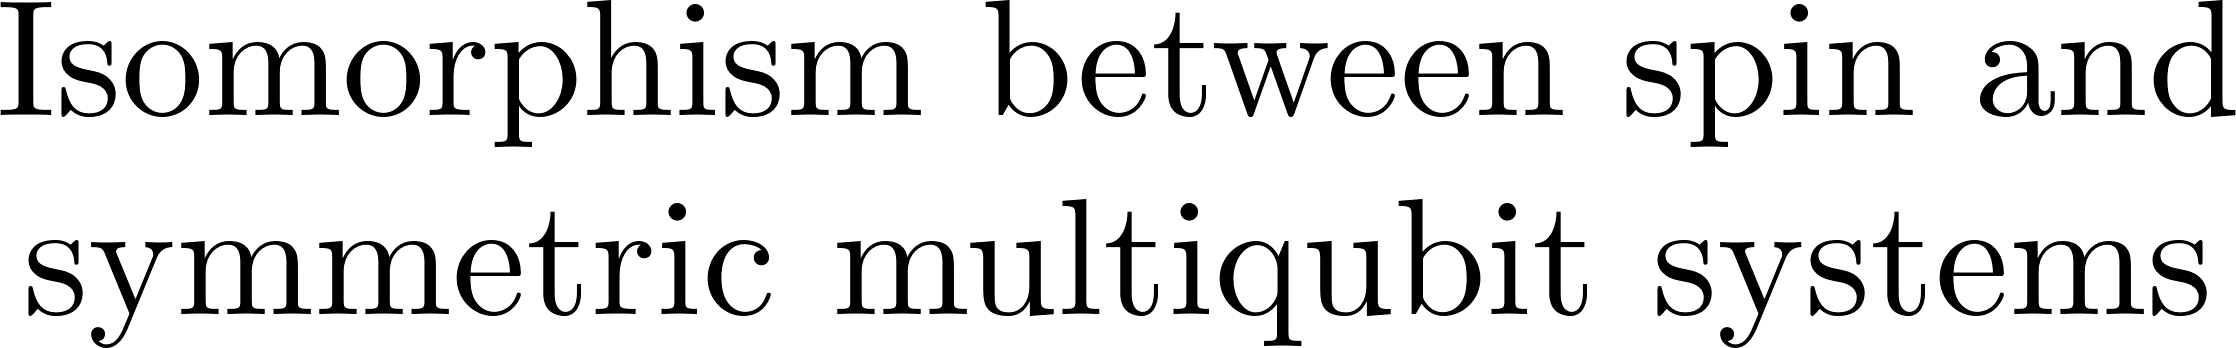 Isomorphism between spin and
symmetric multiqubit systems